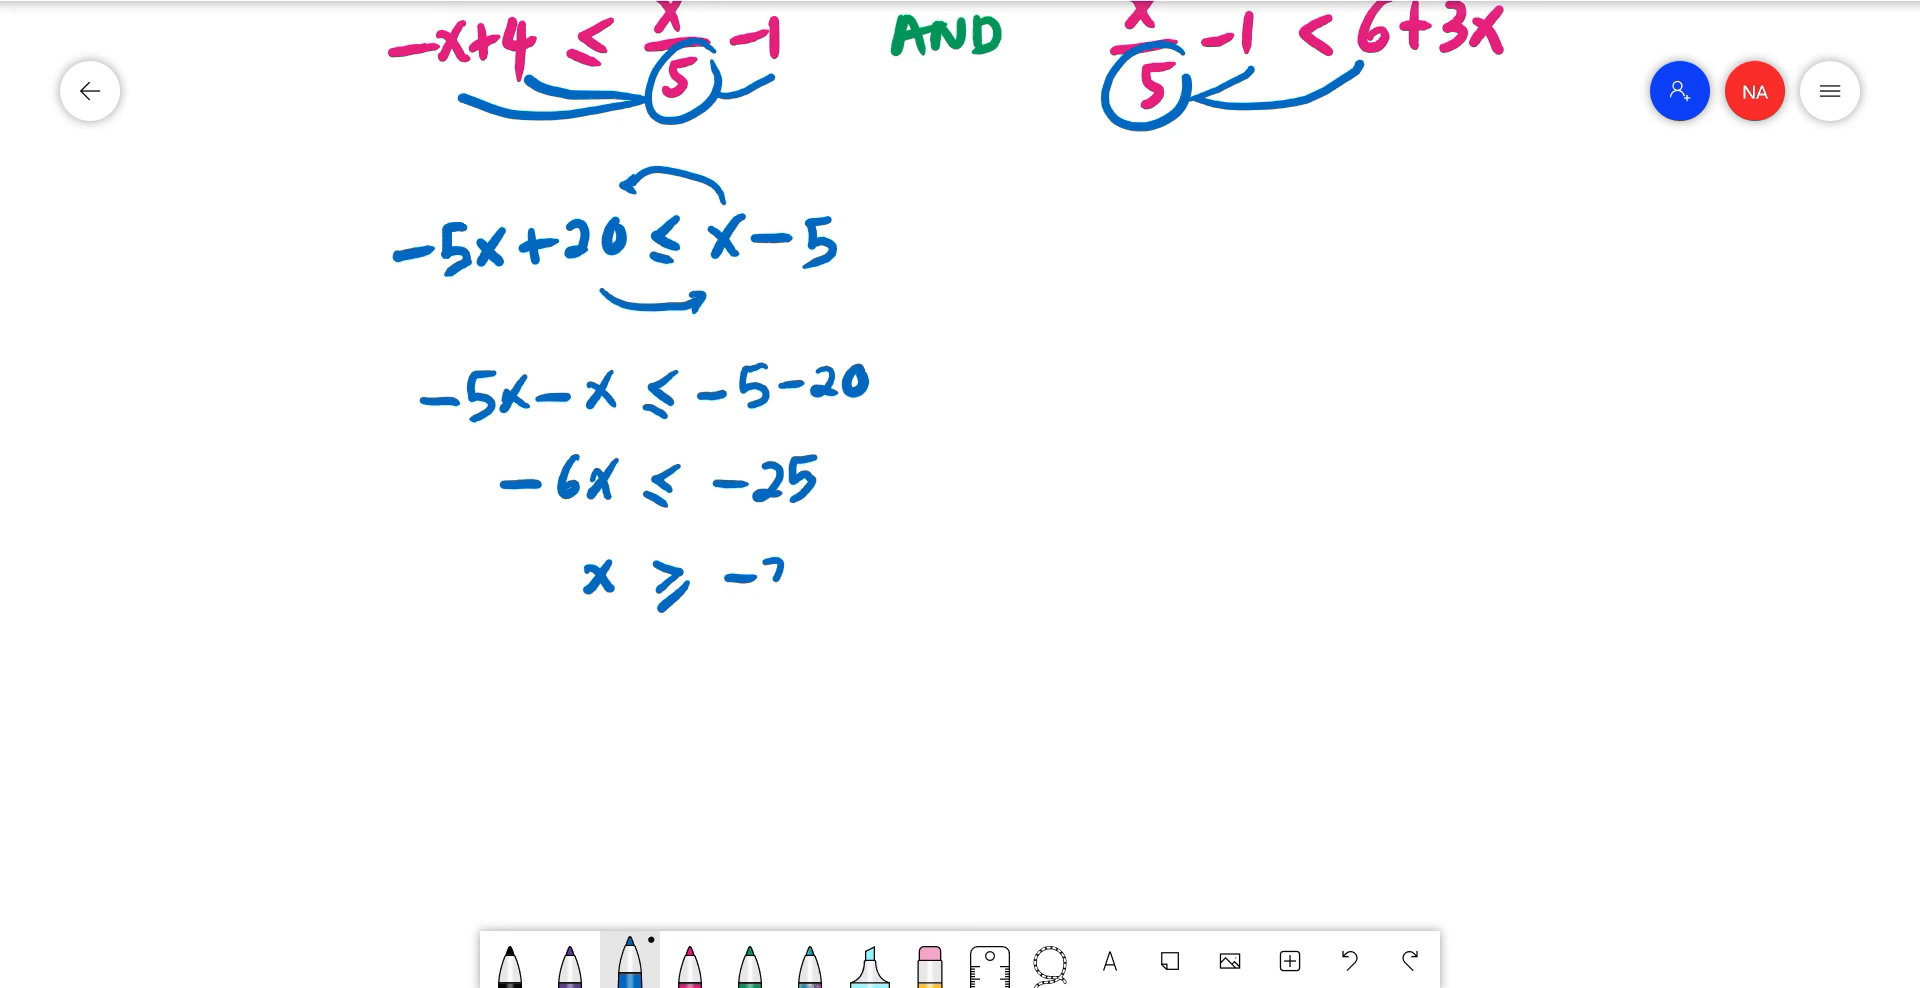 -x+4 ≤ x/5 -1 AND x/5 -1 < 6+3x
NA
-5x+20 ≤ x-5
-5x-x ≤ -5-20
-6x ≤ -25
x ≥ -
A